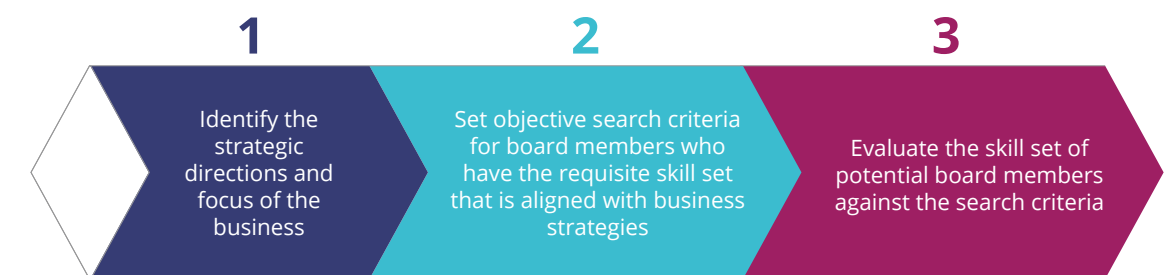 1
Identify the
strategic
directions and
focus of the
business
2
Set objective search criteria
for board members who
have the requisite skill set
that is aligned with business
strategies
3
Evaluate the skill set of
potential board members
against the search criteria